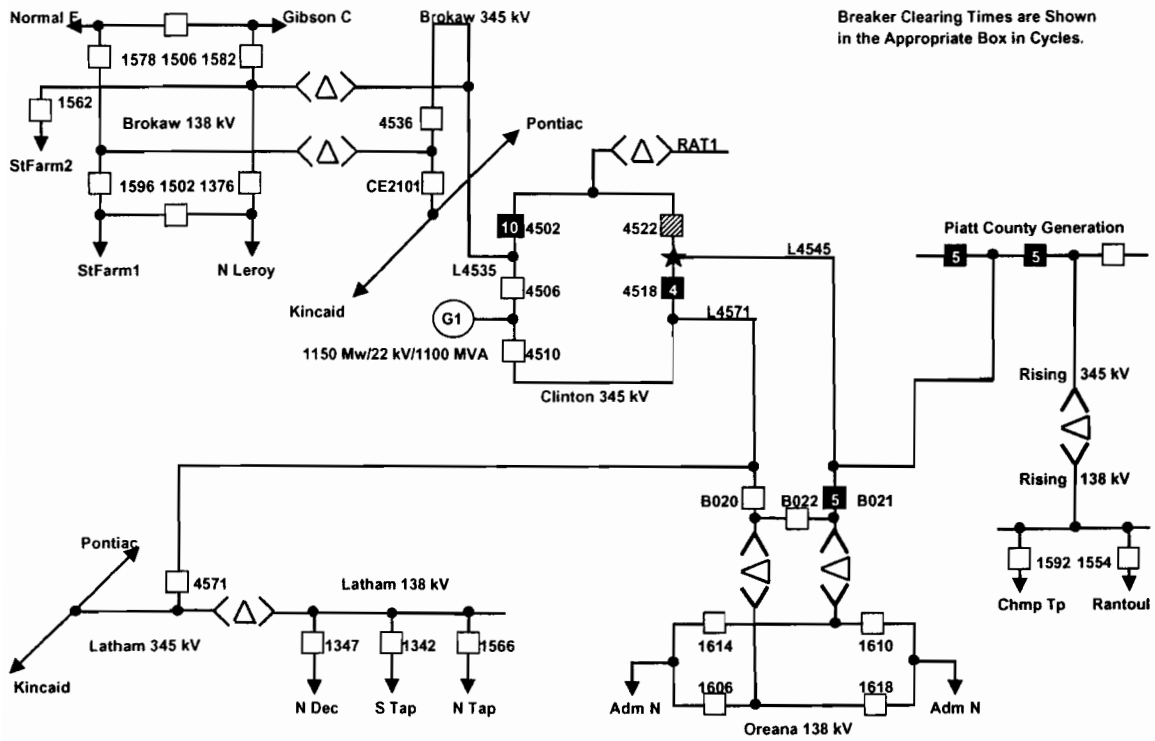 Normal E
Gibson C
Brokaw 345 kV
Breaker Clearing Times are Shown
in the Appropriate Box in Cycles.
1578 1506 1582
1562
Brokaw 138 kV
StFarm2
4536
Pontiac
RAT1
1596 1502 1376
CE2101
10 4502
4522
Piatt County Generation
5
5
StFarm1
N Leroy
L4535
L4545
4506
4518 4
Kincaid
G1
L4571
1150 Mw/22 kV/1100 MVA
4510
Clinton 345 kV
Rising 345 kV
Rising 138 kV
B020
B022
5
B021
Pontiac
4571
Latham 138 kV
1592 1554
Chmp Tp
Rantoul
Latham 345 kV
1347
1342
1566
1614
1610
Kincaid
N Dec
S Tap
N Tap
Adm N
1606
1618
Adm N
Oreana 138 kV